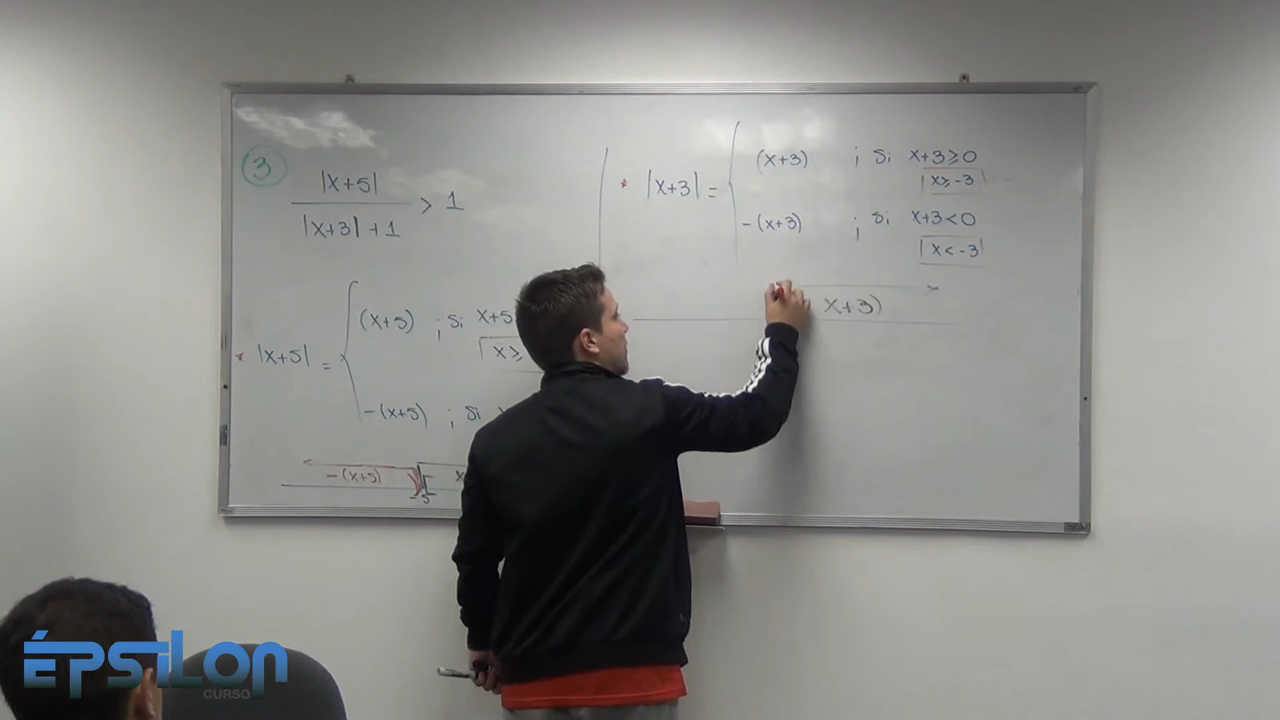 3
|x+5|
|x+3| + 1
> 1
* |x+5| =
(x+5) ; si x+5
x ≥
-(x+5) ; si
-(x+5)
-5
* |x+3| =
(x+3) ; si x+3≥0
x≥-3
-(x+3) ; si x+3<0
x<-3
x+3)
ÉPSILON
CURSO